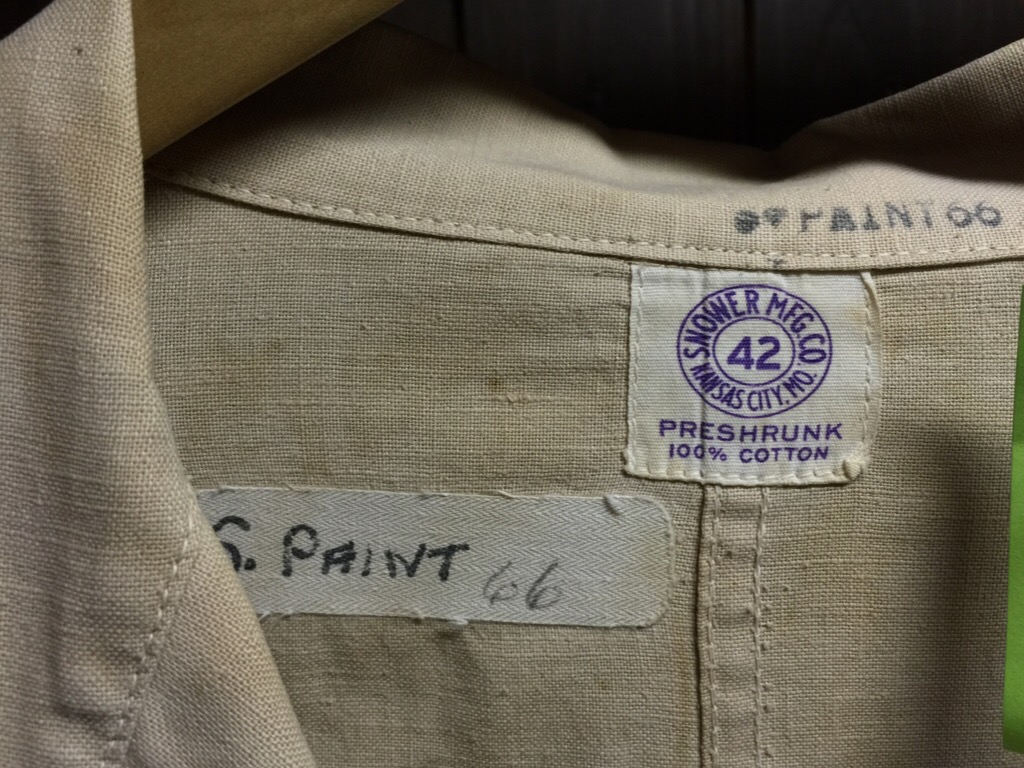 PAINT 66
SNOWER MFG. CO.
42
KANSAS CITY, MO.
PRESHRUNK
100% COTTON
S. PAINT 66